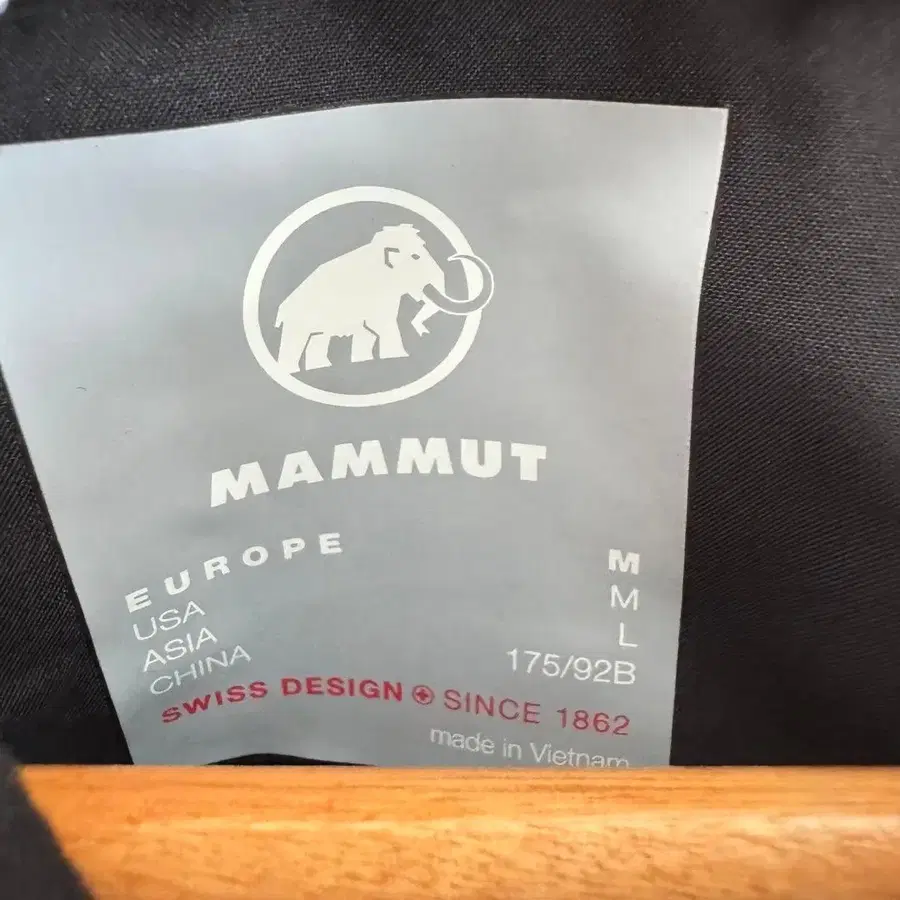 MAMMUT
EUROPE M
USA M
ASIA L
CHINA 175/92B
SWISS DESIGN SINCE 1862
made in Vietnam